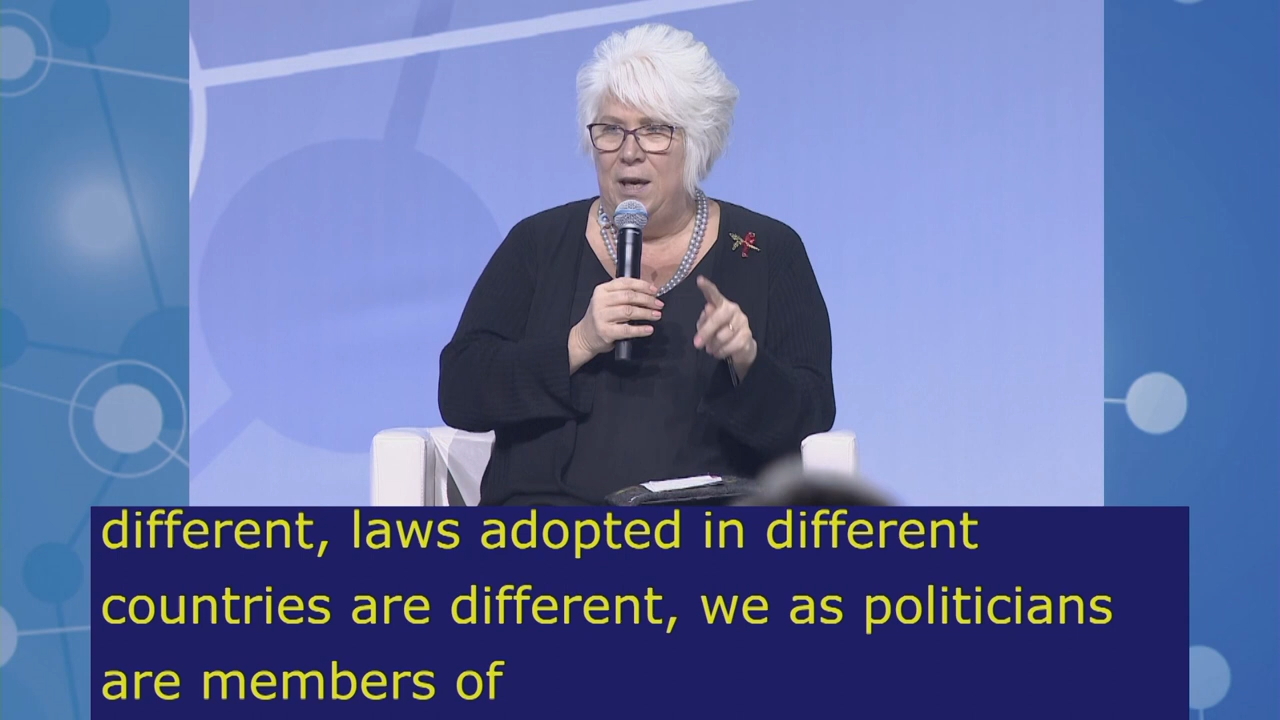 different, laws adopted in different
countries are different, we as politicians
are members of